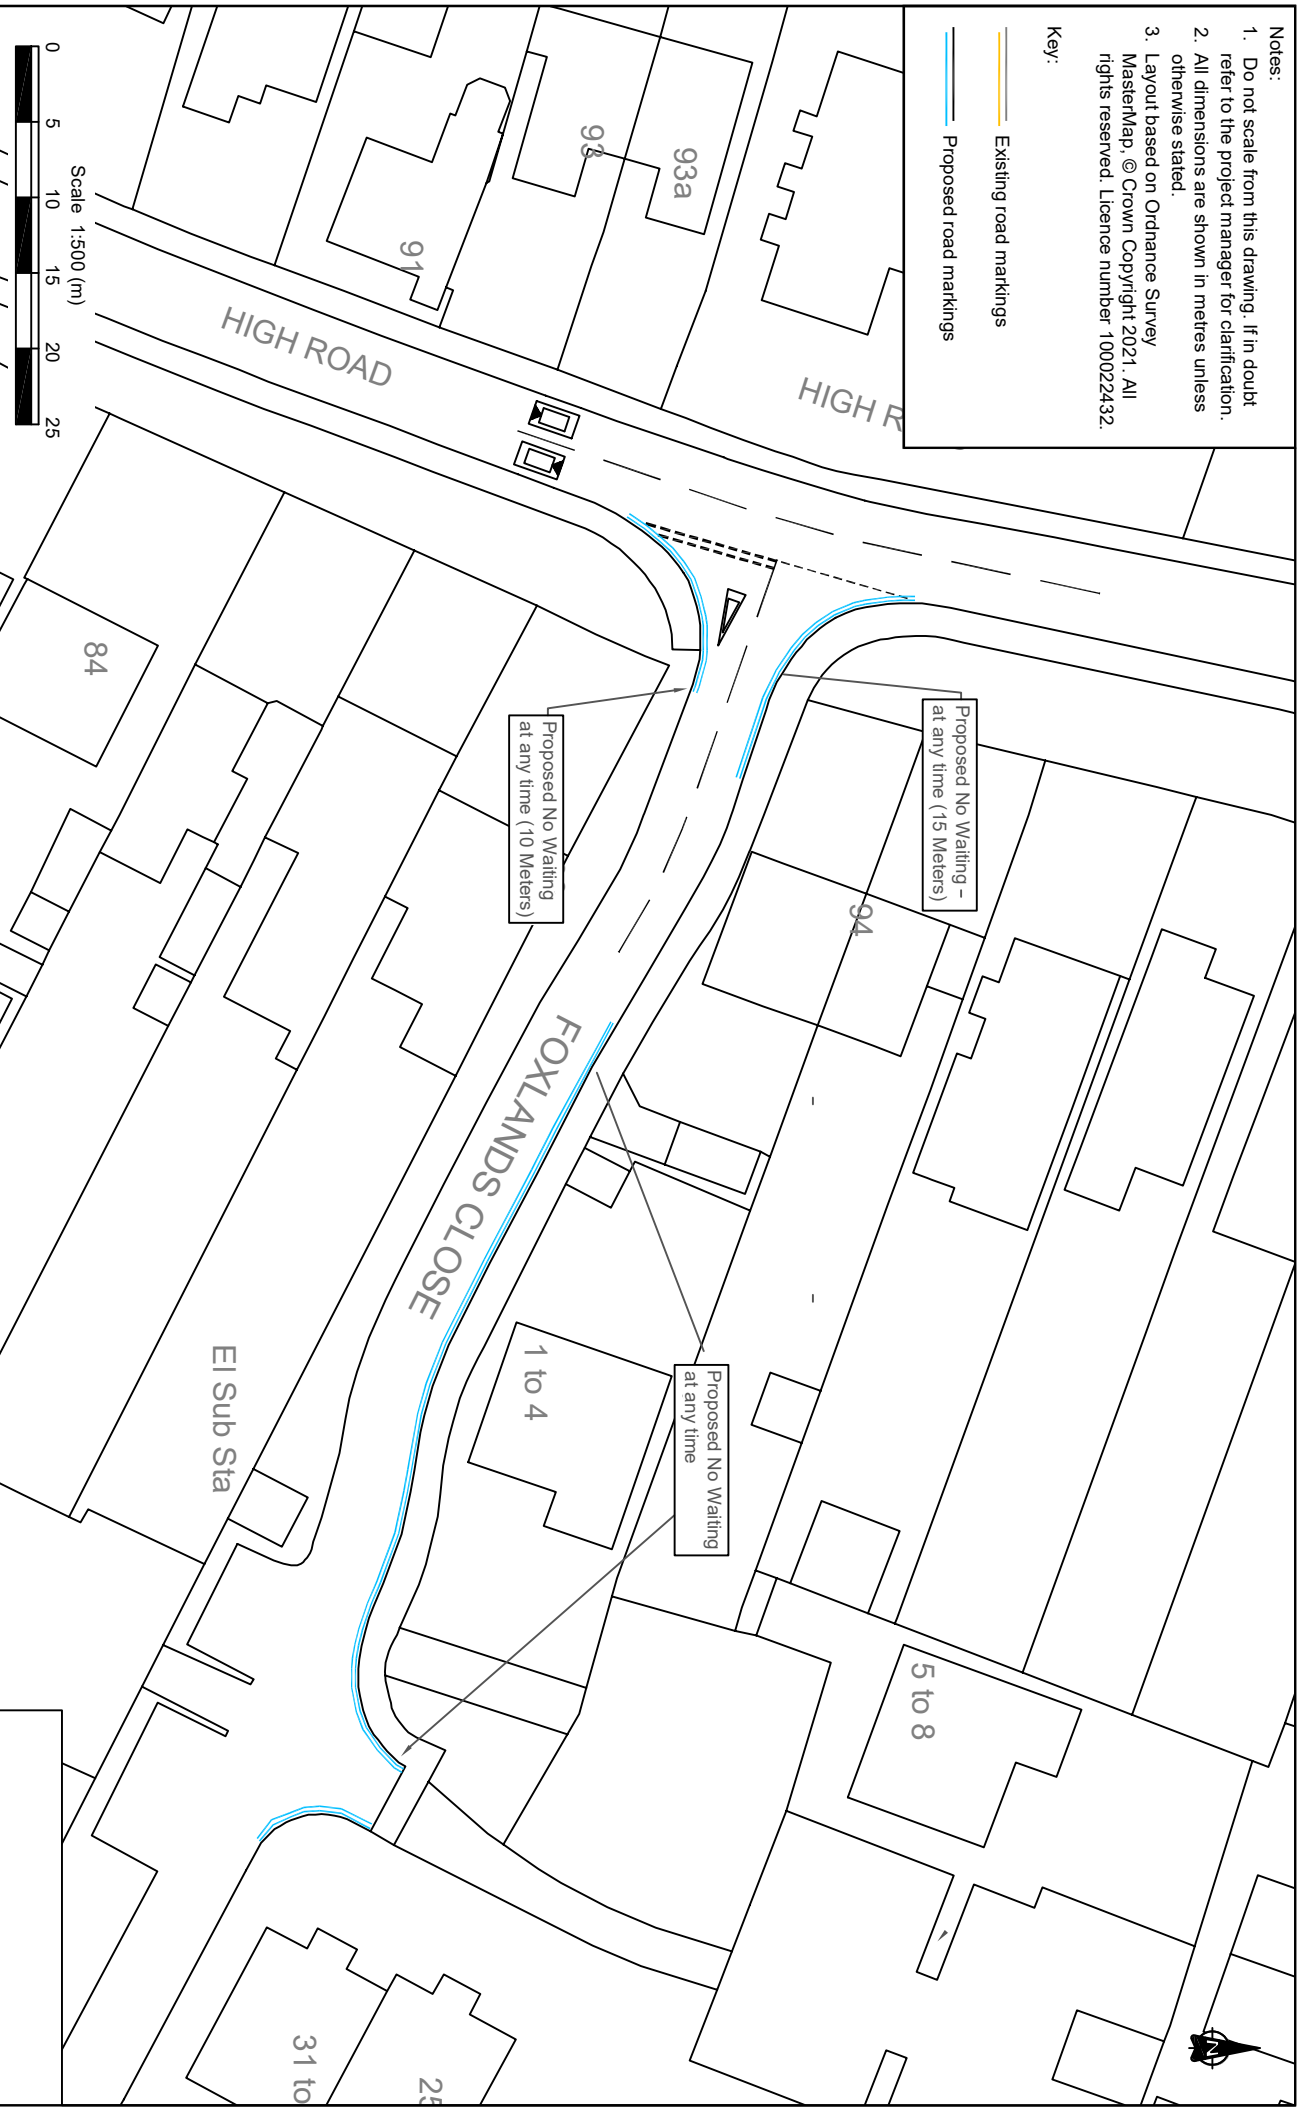 Notes:
1. Do not scale from this drawing. If in doubt
refer to the project manager for clarification.
2. All dimensions are shown in metres unless
otherwise stated.
3. Layout based on Ordnance Survey
MasterMap, © Crown Copyright 2021. All
rights reserved. Licence number 100022432.
Key:
Existing road markings
Proposed road markings
HIGH R
Proposed No Waiting -
at any time (15 Meters)
94
5 to 8
N
93a
93
91
HIGH ROAD
Proposed No Waiting
at any time (10 Meters)
Proposed No Waiting
at any time
1 to 4
FOXLANDS CLOSE
El Sub Sta
84
25
31 to
Scale 1:500 (m)
0 5 10 15 20 25